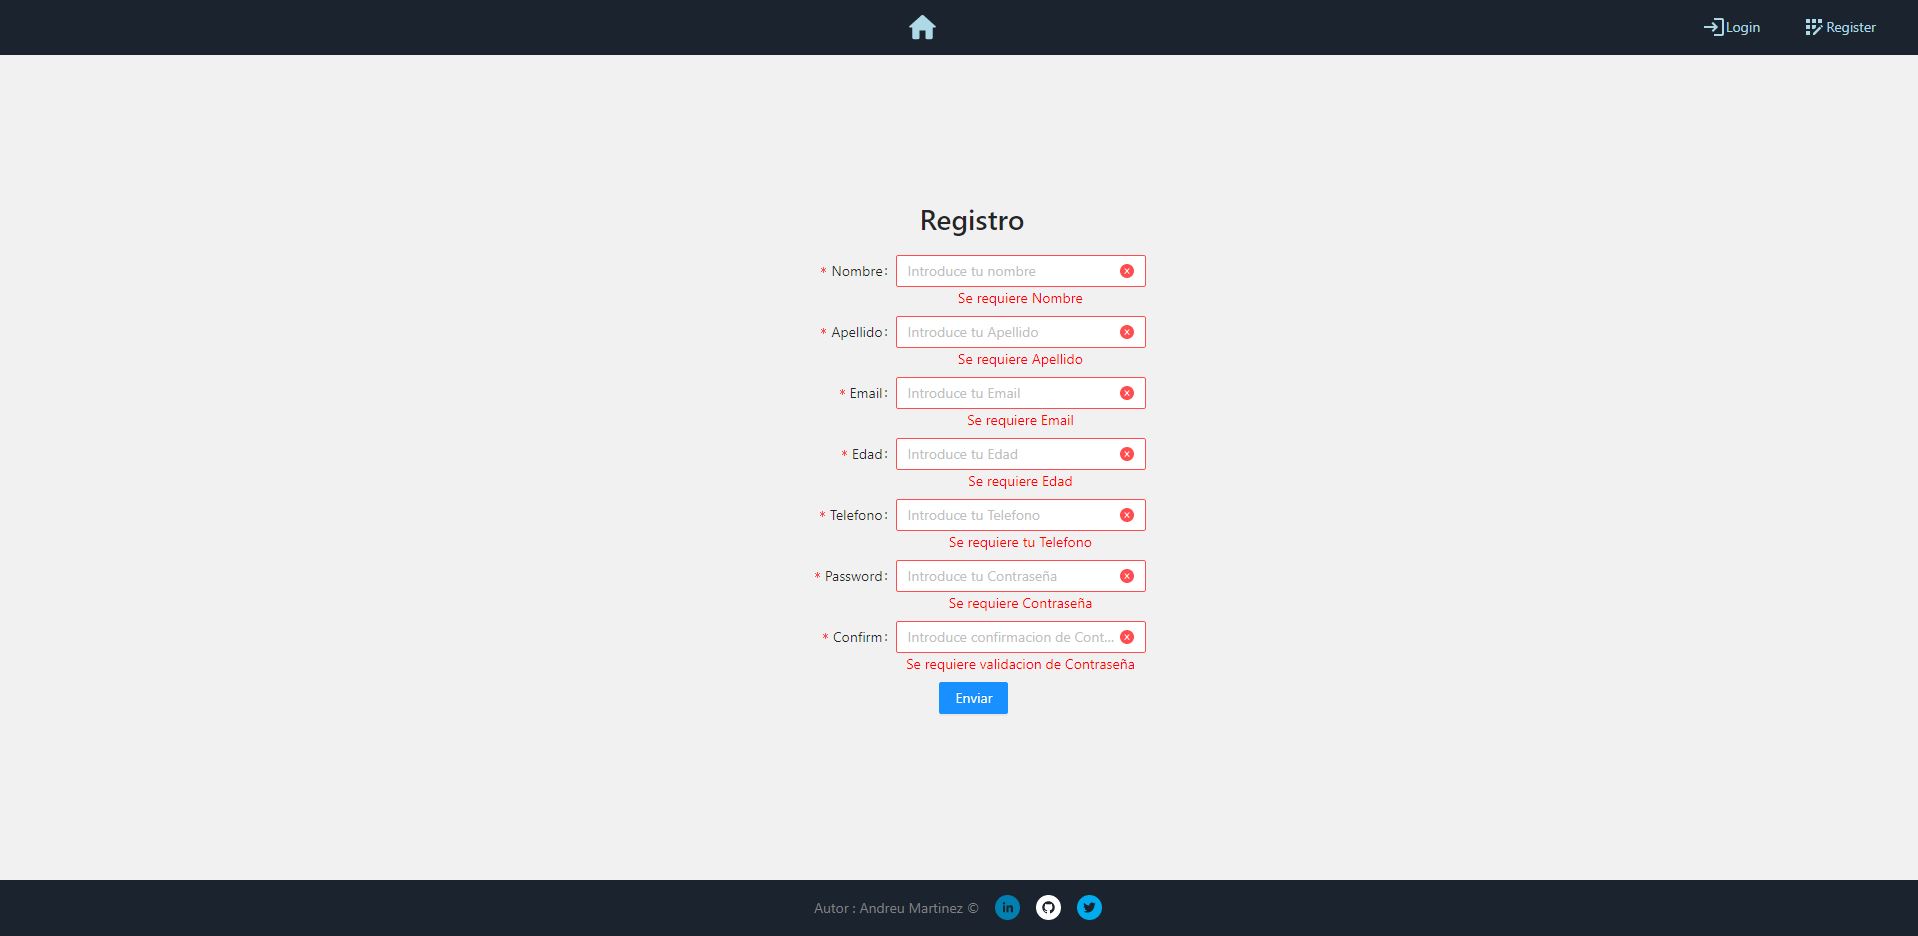 Login Register
Registro
* Nombre: Introduce tu nombre
Se requiere Nombre
* Apellido: Introduce tu Apellido
Se requiere Apellido
* Email: Introduce tu Email
Se requiere Email
* Edad: Introduce tu Edad
Se requiere Edad
* Telefono: Introduce tu Telefono
Se requiere tu Telefono
* Password: Introduce tu Contraseña
Se requiere Contraseña
* Confirm: Introduce confirmacion de Cont...
Se requiere validacion de Contraseña
Enviar
Autor : Andreu Martinez © in